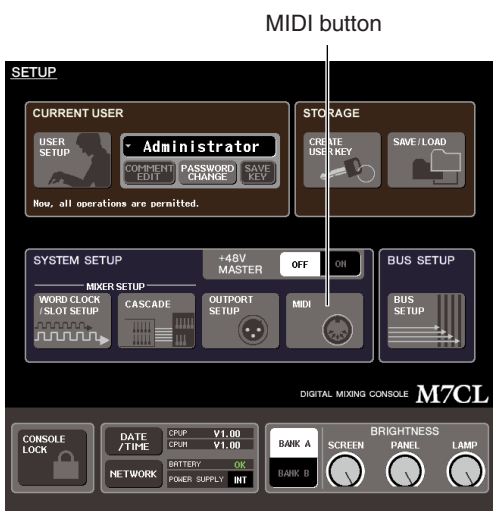 MIDI button
SETUP
CURRENT USER
USER
SETUP
Administrator
COMMENT
EDIT
PASSWORD
CHANGE
SAVE
KEY
Now, all operations are permitted.
STORAGE
CREATE
USER KEY
SAVE/LOAD
SYSTEM SETUP
+48V
MASTER
OFF
ON
MIXER SETUP
WORD CLOCK
/SLOT SETUP
CASCADE
OUTPORT
SETUP
MIDI
BUS SETUP
BUS
SETUP
DIGITAL MIXING CONSOLE M7CL
CONSOLE
LOCK
DATE
/TIME
CPUP V1.00
CPUM V1.00
NETWORK
BATTERY OK
POWER SUPPLY INT
BANK A
BANK B
BRIGHTNESS
SCREEN PANEL LAMP